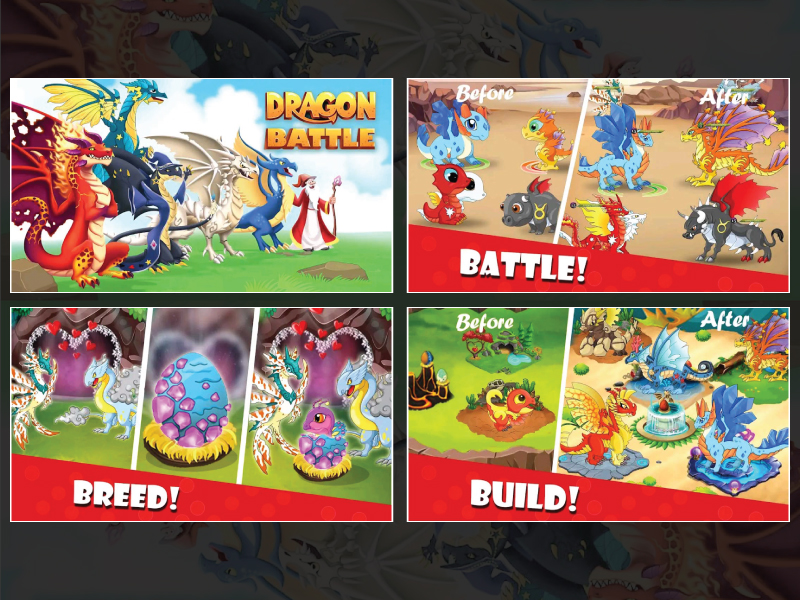 DRAGON
BATTLE
Before
After
BATTLE!
BREED!
Before
After
BUILD!